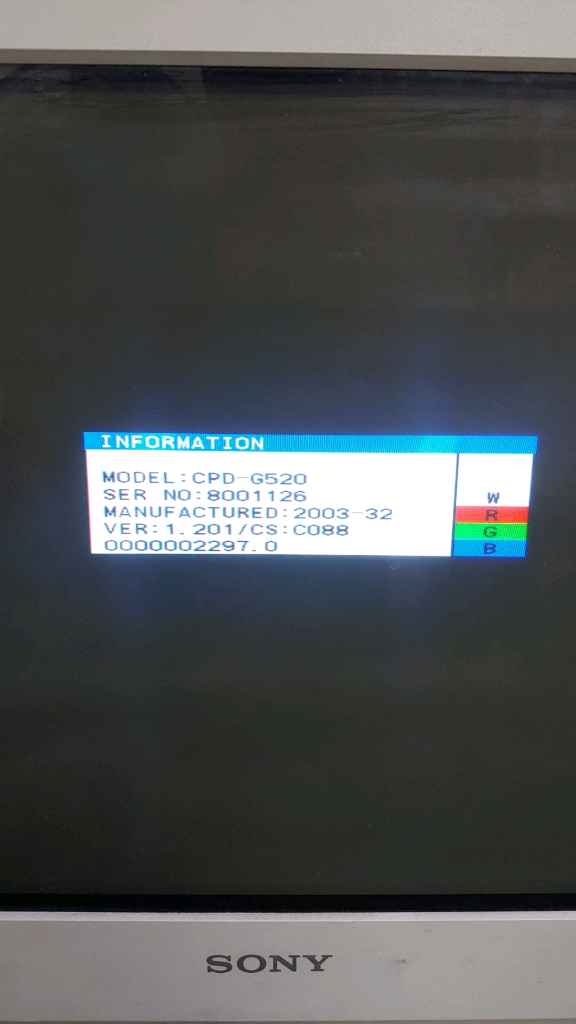 INFORMATION
MODEL:CPD-G520
SER NO:8001126
W
MANUFACTURED:2003-32
R
VER:1.201/CS:C088
G
0000002297.0
B
SONY